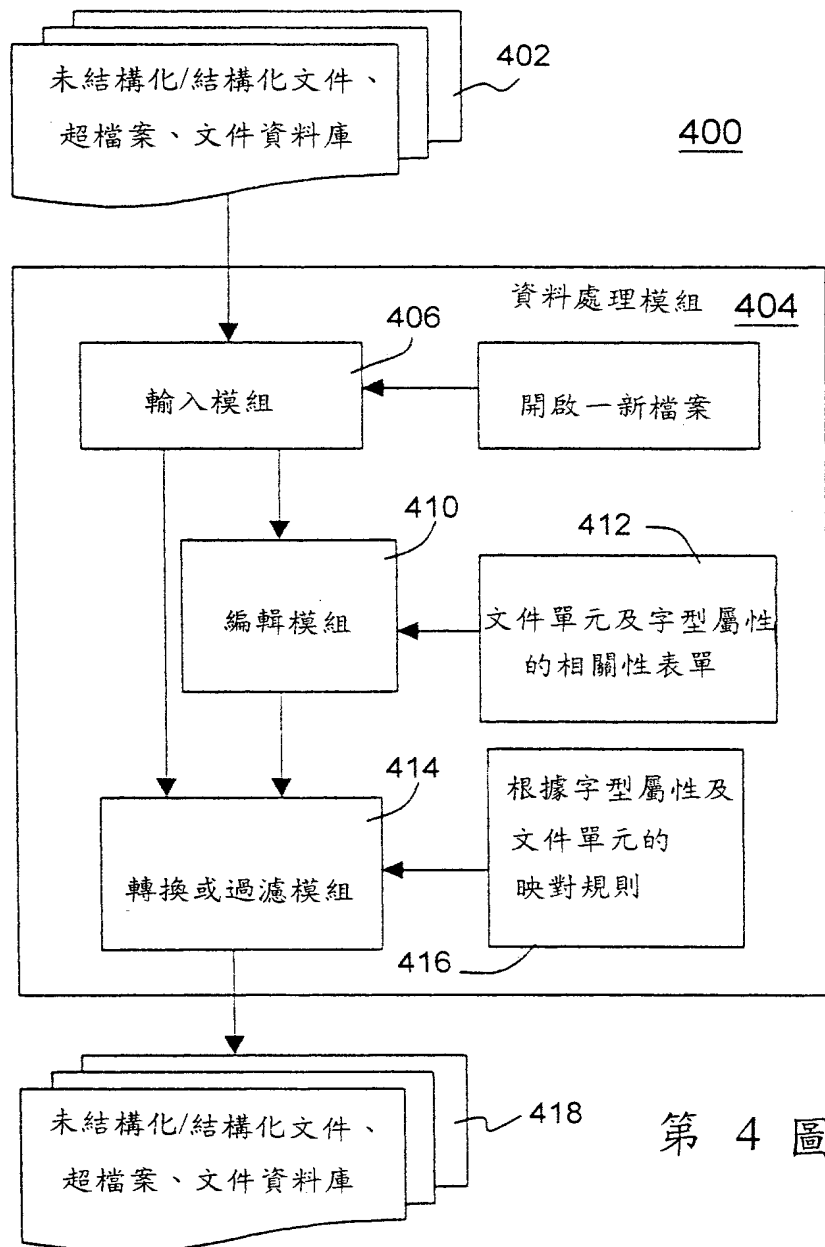 未結構化/結構化文件、
超檔案、文件資料庫
402
400
資料處理模組
404
406
輸入模組
開啟一新檔案
410
412
編輯模組
文件單元及字型屬性
的相關性表單
414
根據字型屬性及
文件單元的
映對規則
轉換或過濾模組
416
未結構化/結構化文件、
超檔案、文件資料庫
418
第 4 圖